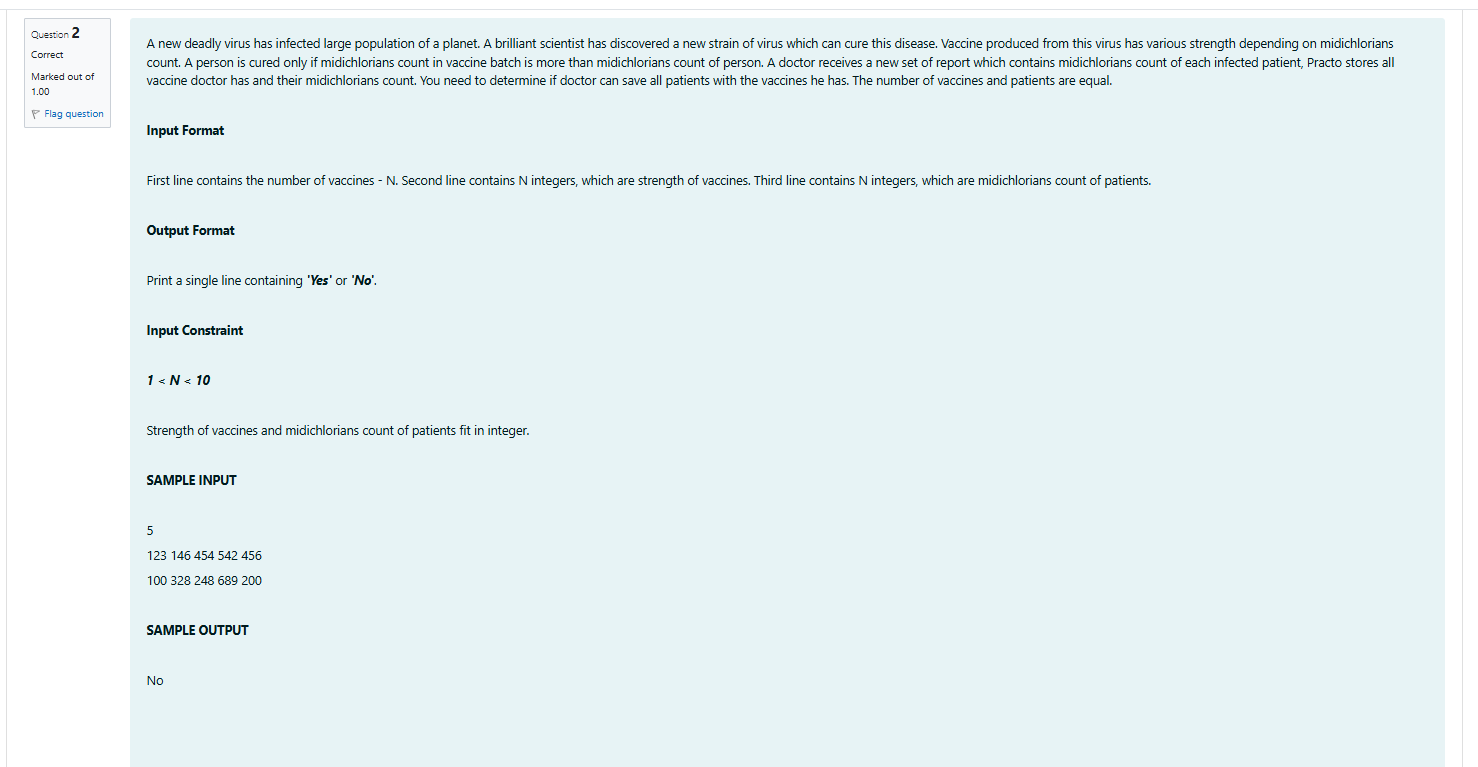 Question 2
Correct
Marked out of
1.00
Flag question
A new deadly virus has infected large population of a planet. A brilliant scientist has discovered a new strain of virus which can cure this disease. Vaccine produced from this virus has various strength depending on midichlorians
count. A person is cured only if midichlorians count in vaccine batch is more than midichlorians count of person. A doctor receives a new set of report which contains midichlorians count of each infected patient, Practo stores all
vaccine doctor has and their midichlorians count. You need to determine if doctor can save all patients with the vaccines he has. The number of vaccines and patients are equal.
Input Format
First line contains the number of vaccines - N. Second line contains N integers, which are strength of vaccines. Third line contains N integers, which are midichlorians count of patients.
Output Format
Print a single line containing 'Yes' or 'No'.
Input Constraint
1 < N < 10
Strength of vaccines and midichlorians count of patients fit in integer.
SAMPLE INPUT
5
123 146 454 542 456
100 328 248 689 200
SAMPLE OUTPUT
No